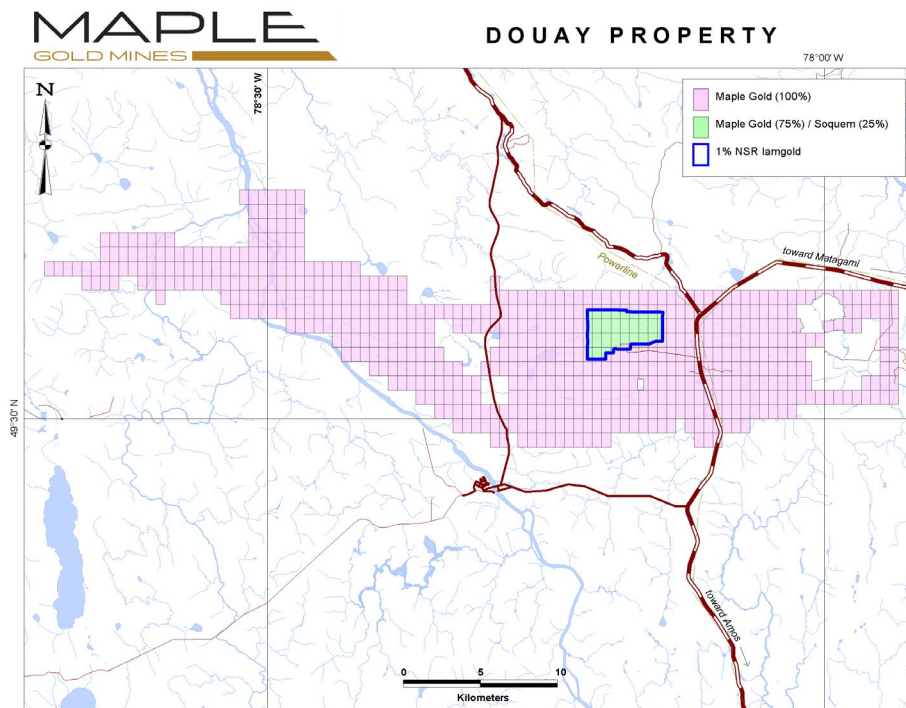 MAPLE
GOLD MINES
DOUAY PROPERTY
78°00' W
78°30' W
N
Maple Gold (100%)
Maple Gold (75%) / Soquem (25%)
1% NSR Iamgold
toward Matagami
Powerline
49°30' N
toward Amos
0 5 10
Kilometers